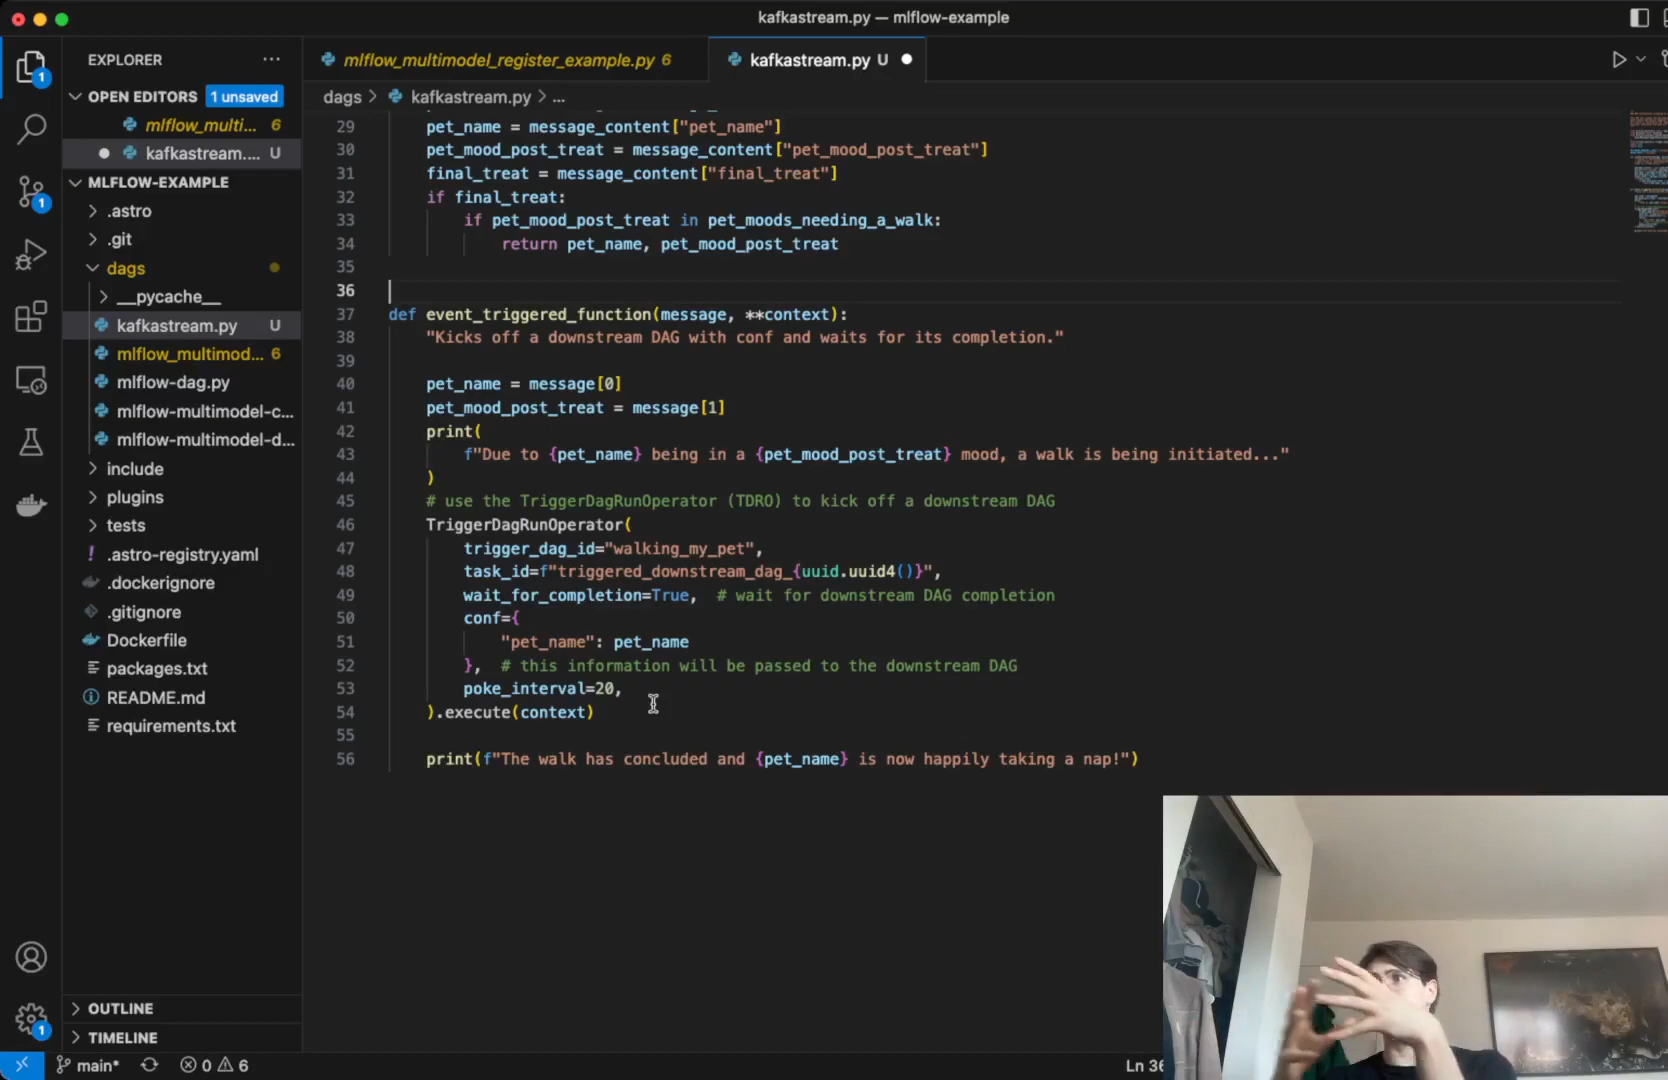 kafkastream.py — mlflow-example
EXPLORER
mlflow_multimodel_register_example.py 6
kafkastream.py U
OPEN EDITORS 1 unsaved
dags > kafkastream.py > ...
mlflow_multi... 6
kafkastream.... U
MLFLOW-EXAMPLE
.astro
.git
dags
__pycache__
kafkastream.py U
mlflow_multimod... 6
mlflow-dag.py
mlflow-multimodel-c...
mlflow-multimodel-d...
include
plugins
tests
.astro-registry.yaml
.dockerignore
.gitignore
Dockerfile
packages.txt
README.md
requirements.txt
OUTLINE
TIMELINE
29 pet_name = message_content["pet_name"]
30 pet_mood_post_treat = message_content["pet_mood_post_treat"]
31 final_treat = message_content["final_treat"]
32 if final_treat:
33 if pet_mood_post_treat in pet_moods_needing_a_walk:
34 return pet_name, pet_mood_post_treat
35
36
37 def event_triggered_function(message, **context):
38 "Kicks off a downstream DAG with conf and waits for its completion."
39
40 pet_name = message[0]
41 pet_mood_post_treat = message[1]
42 print(
43 f"Due to {pet_name} being in a {pet_mood_post_treat} mood, a walk is being initiated..."
44 )
45 # use the TriggerDagRunOperator (TDRO) to kick off a downstream DAG
46 TriggerDagRunOperator(
47 trigger_dag_id="walking_my_pet",
48 task_id=f"triggered_downstream_dag_{uuid.uuid4()}",
49 wait_for_completion=True, # wait for downstream DAG completion
50 conf={
51 "pet_name": pet_name
52 }, # this information will be passed to the downstream DAG
53 poke_interval=20,
54 ).execute(context)
55
56 print(f"The walk has concluded and {pet_name} is now happily taking a nap!")
1
1
1
main* 0 6
Ln 36